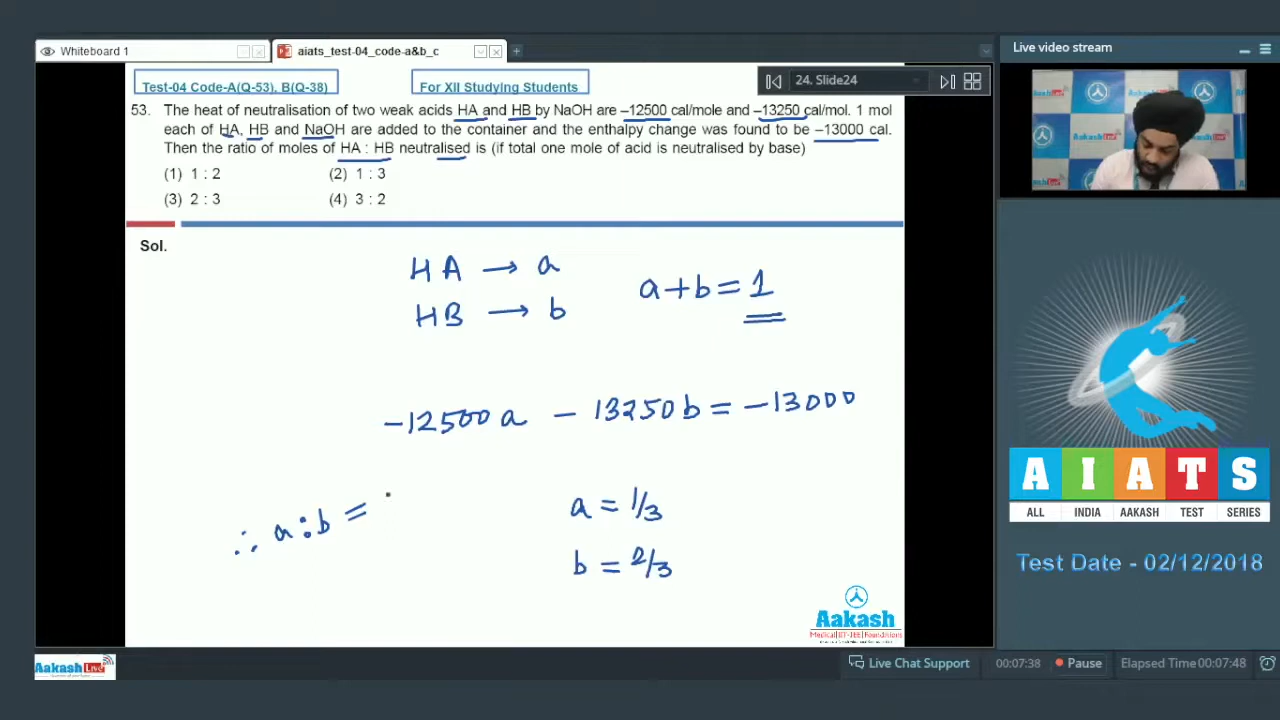 Whiteboard 1
aiats_test-04_code-a&b_c
Live video stream
Test-04 Code-A(Q-53), B(Q-38)
For XII Studying Students
24. Slide24
53. The heat of neutralisation of two weak acids HA and HB by NaOH are –12500 cal/mole and –13250 cal/mol. 1 mol
each of HA, HB and NaOH are added to the container and the enthalpy change was found to be –13000 cal.
Then the ratio of moles of HA : HB neutralised is (if total one mole of acid is neutralised by base)
(1) 1 : 2 (2) 1 : 3
(3) 2 : 3 (4) 3 : 2
Sol.
HA → a
HB → b
a+b=1
-12500 a - 13250 b = -13000
a = 1/3
b = 2/3
∴ a:b =
A I A T S
ALL INDIA AAKASH TEST SERIES
Test Date - 02/12/2018
Aakash
Medical|IIT-JEE|Foundations
Aakash Live
Live Chat Support
00:07:38
Pause
Elapsed Time 00:07:48